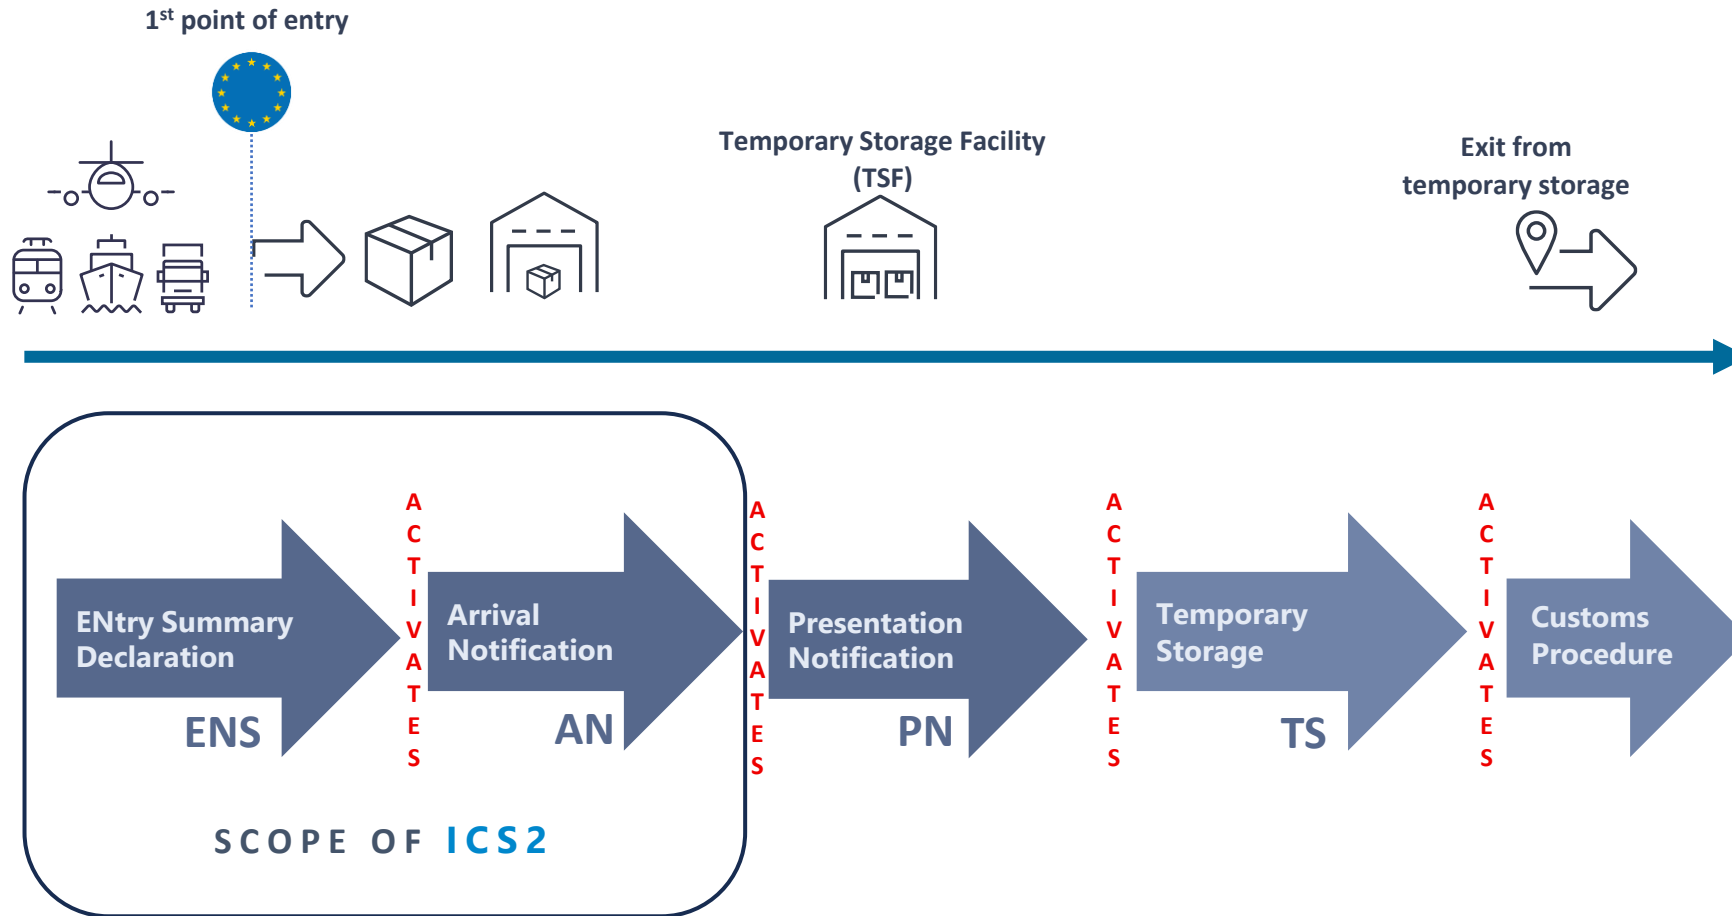 1st point of entry
Temporary Storage Facility
(TSF)
Exit from
temporary storage
ENtry Summary
Declaration
ENS
ACTIVATES
Arrival
Notification
AN
ACTIVATES
Presentation
Notification
PN
ACTIVATES
Temporary
Storage
TS
ACTIVATES
Customs
Procedure
SCOPE OF ICS2